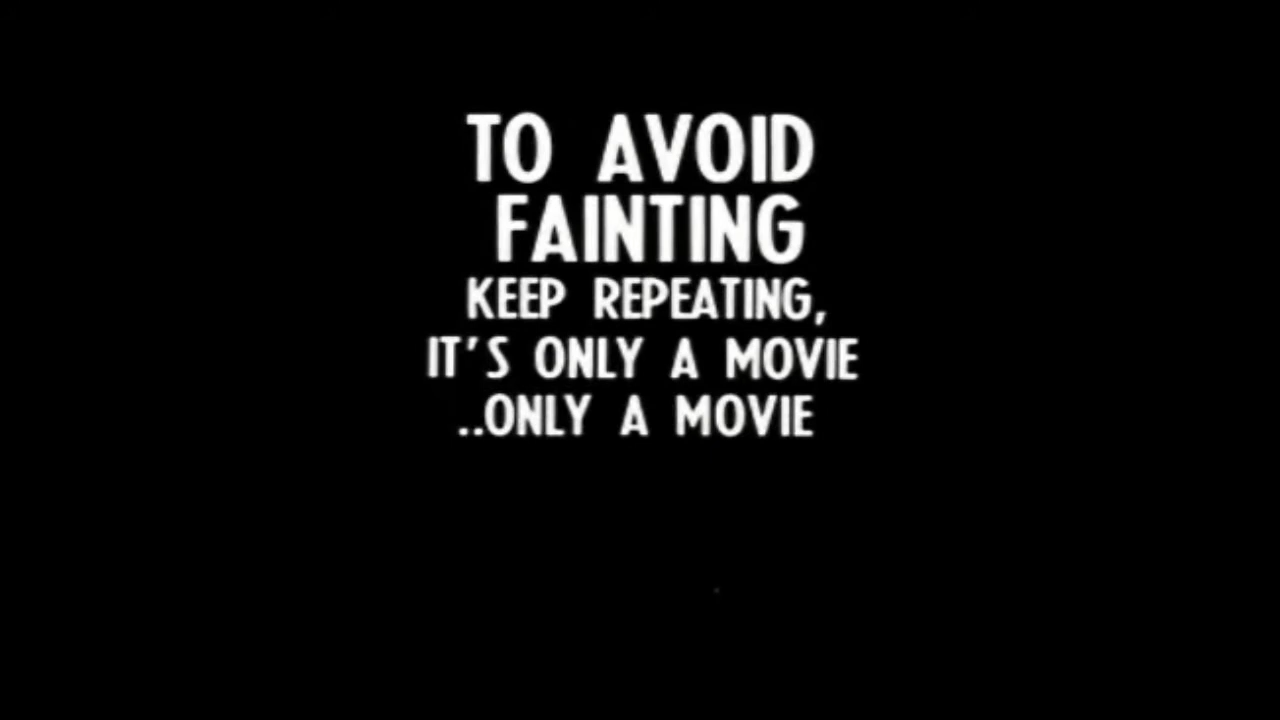 TO AVOID
FAINTING
KEEP REPEATING,
IT'S ONLY A MOVIE
..ONLY A MOVIE